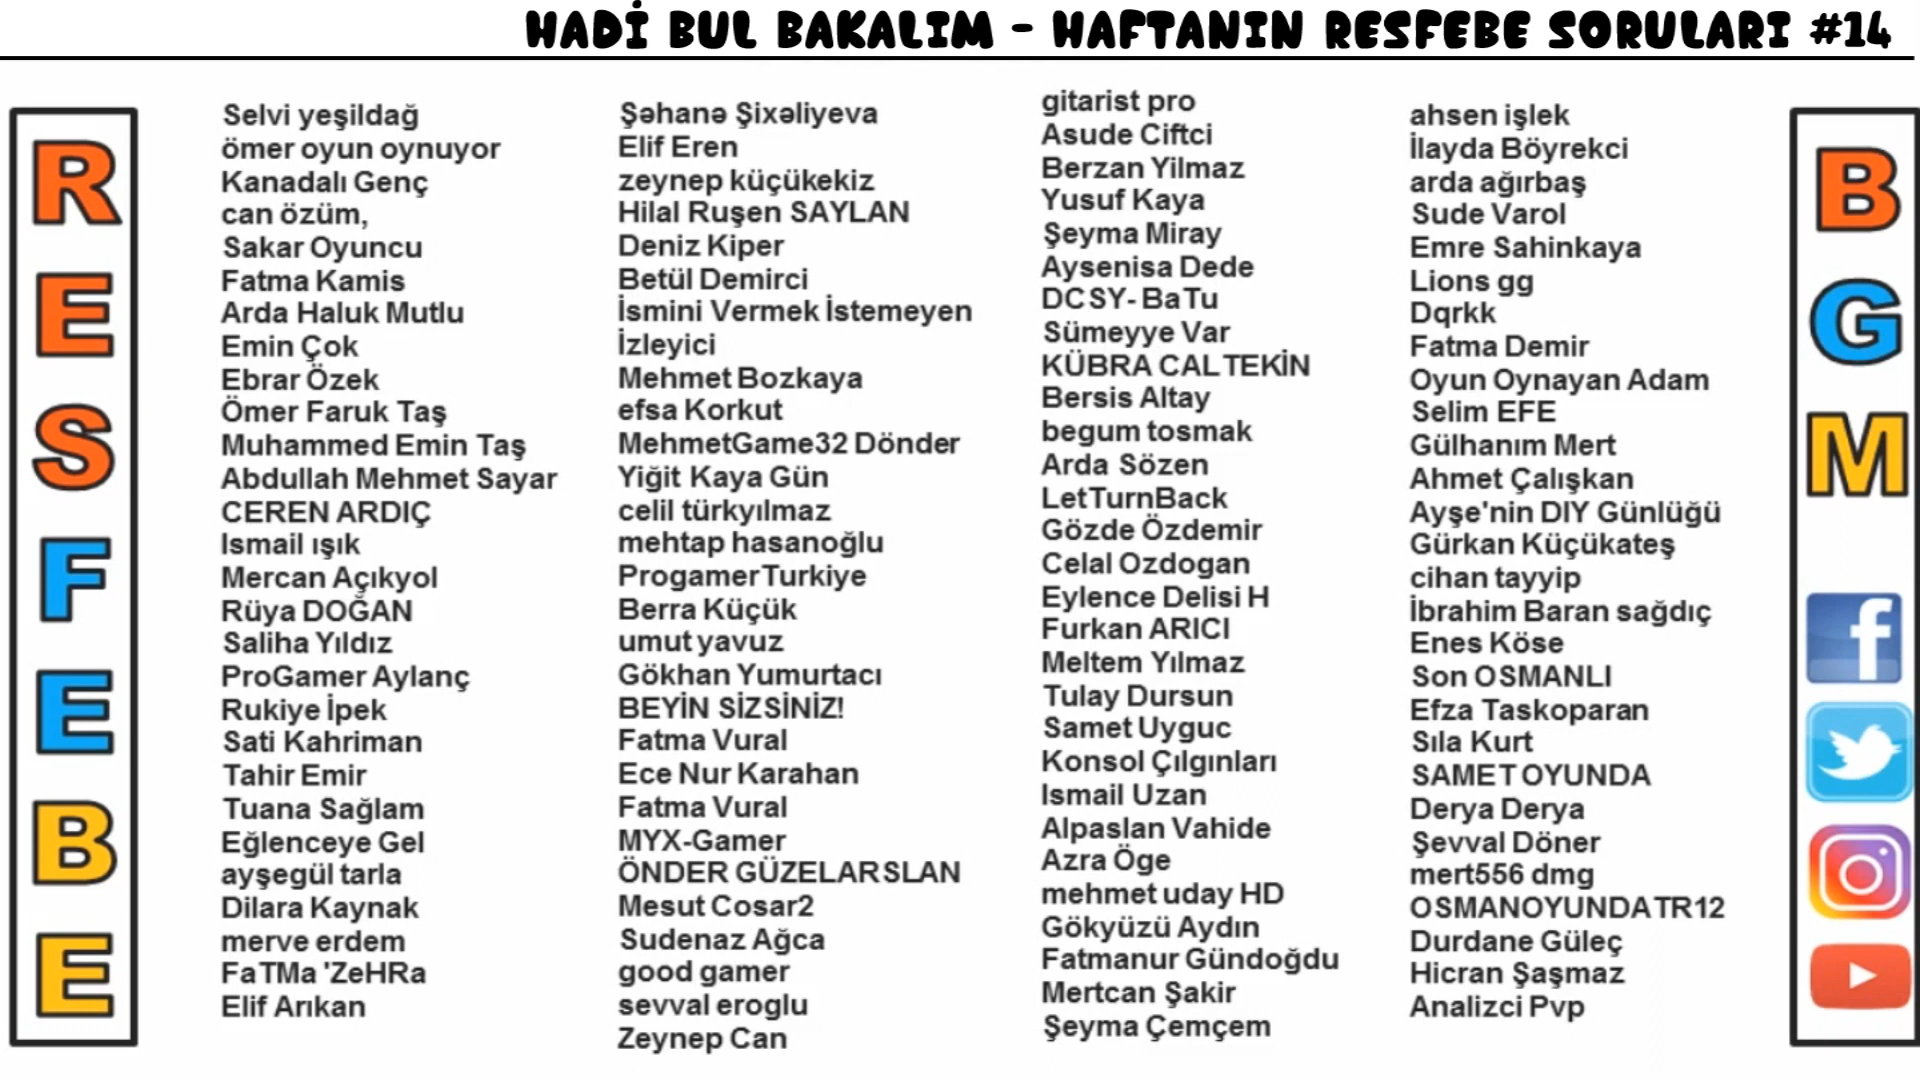 HADİ BUL BAKALIM - HAFTANIN RESFEBE SORULARI #14
R
E
S
F
E
B
E
Selvi yeşildağ
ömer oyun oynuyor
Kanadalı Genç
can özüm,
Sakar Oyuncu
Fatma Kamis
Arda Haluk Mutlu
Emin Çok
Ebrar Özek
Ömer Faruk Taş
Muhammed Emin Taş
Abdullah Mehmet Sayar
CEREN ARDIÇ
Ismail ışık
Mercan Açıkyol
Rüya DOĞAN
Saliha Yıldız
ProGamer Aylanç
Rukiye İpek
Sati Kahriman
Tahir Emir
Tuana Sağlam
Eğlenceye Gel
ayşegül tarla
Dilara Kaynak
merve erdem
FaTMa 'ZeHRa
Elif Arıkan
Şəhanə Şixəliyeva
Elif Eren
zeynep küçükekiz
Hilal Ruşen SAYLAN
Deniz Kiper
Betül Demirci
İsmini Vermek İstemeyen
İzleyici
Mehmet Bozkaya
efsa Korkut
MehmetGame32 Dönder
Yiğit Kaya Gün
celil türkyılmaz
mehtap hasanoğlu
ProgamerTurkiye
Berra Küçük
umut yavuz
Gökhan Yumurtacı
BEYİN SİZSİNİZ!
Fatma Vural
Ece Nur Karahan
Fatma Vural
MYX-Gamer
ÖNDER GÜZELARSLAN
Mesut Cosar2
Sudenaz Ağca
good gamer
sevval eroglu
Zeynep Can
gitarist pro
Asude Ciftci
Berzan Yilmaz
Yusuf Kaya
Şeyma Miray
Aysenisa Dede
DCSY-BaTu
Sümeyye Var
KÜBRA CALTEKİN
Bersis Altay
begum tosmak
Arda Sözen
LetTurnBack
Gözde Özdemir
Celal Ozdogan
Eylence Delisi H
Furkan ARICI
Meltem Yılmaz
Tulay Dursun
Samet Uyguc
Konsol Çılgınları
Ismail Uzan
Alpaslan Vahide
Azra Öge
mehmet uday HD
Gökyüzü Aydın
Fatmanur Gündoğdu
Mertcan Şakir
Şeyma Çemçem
ahsen işlek
İlayda Böyrekci
arda ağırbaş
Sude Varol
Emre Sahinkaya
Lions gg
Dqrkk
Fatma Demir
Oyun Oynayan Adam
Selim EFE
Gülhanım Mert
Ahmet Çalışkan
Ayşe'nin DIY Günlüğü
Gürkan Küçükateş
cihan tayyip
İbrahim Baran sağdıç
Enes Köse
Son OSMANLI
Efza Taskoparan
Sıla Kurt
SAMET OYUNDA
Derya Derya
Şevval Döner
mert556 dmg
OSMANOYUNDATR12
Durdane Güleç
Hicran Şaşmaz
Analizci Pvp
B
G
M
f